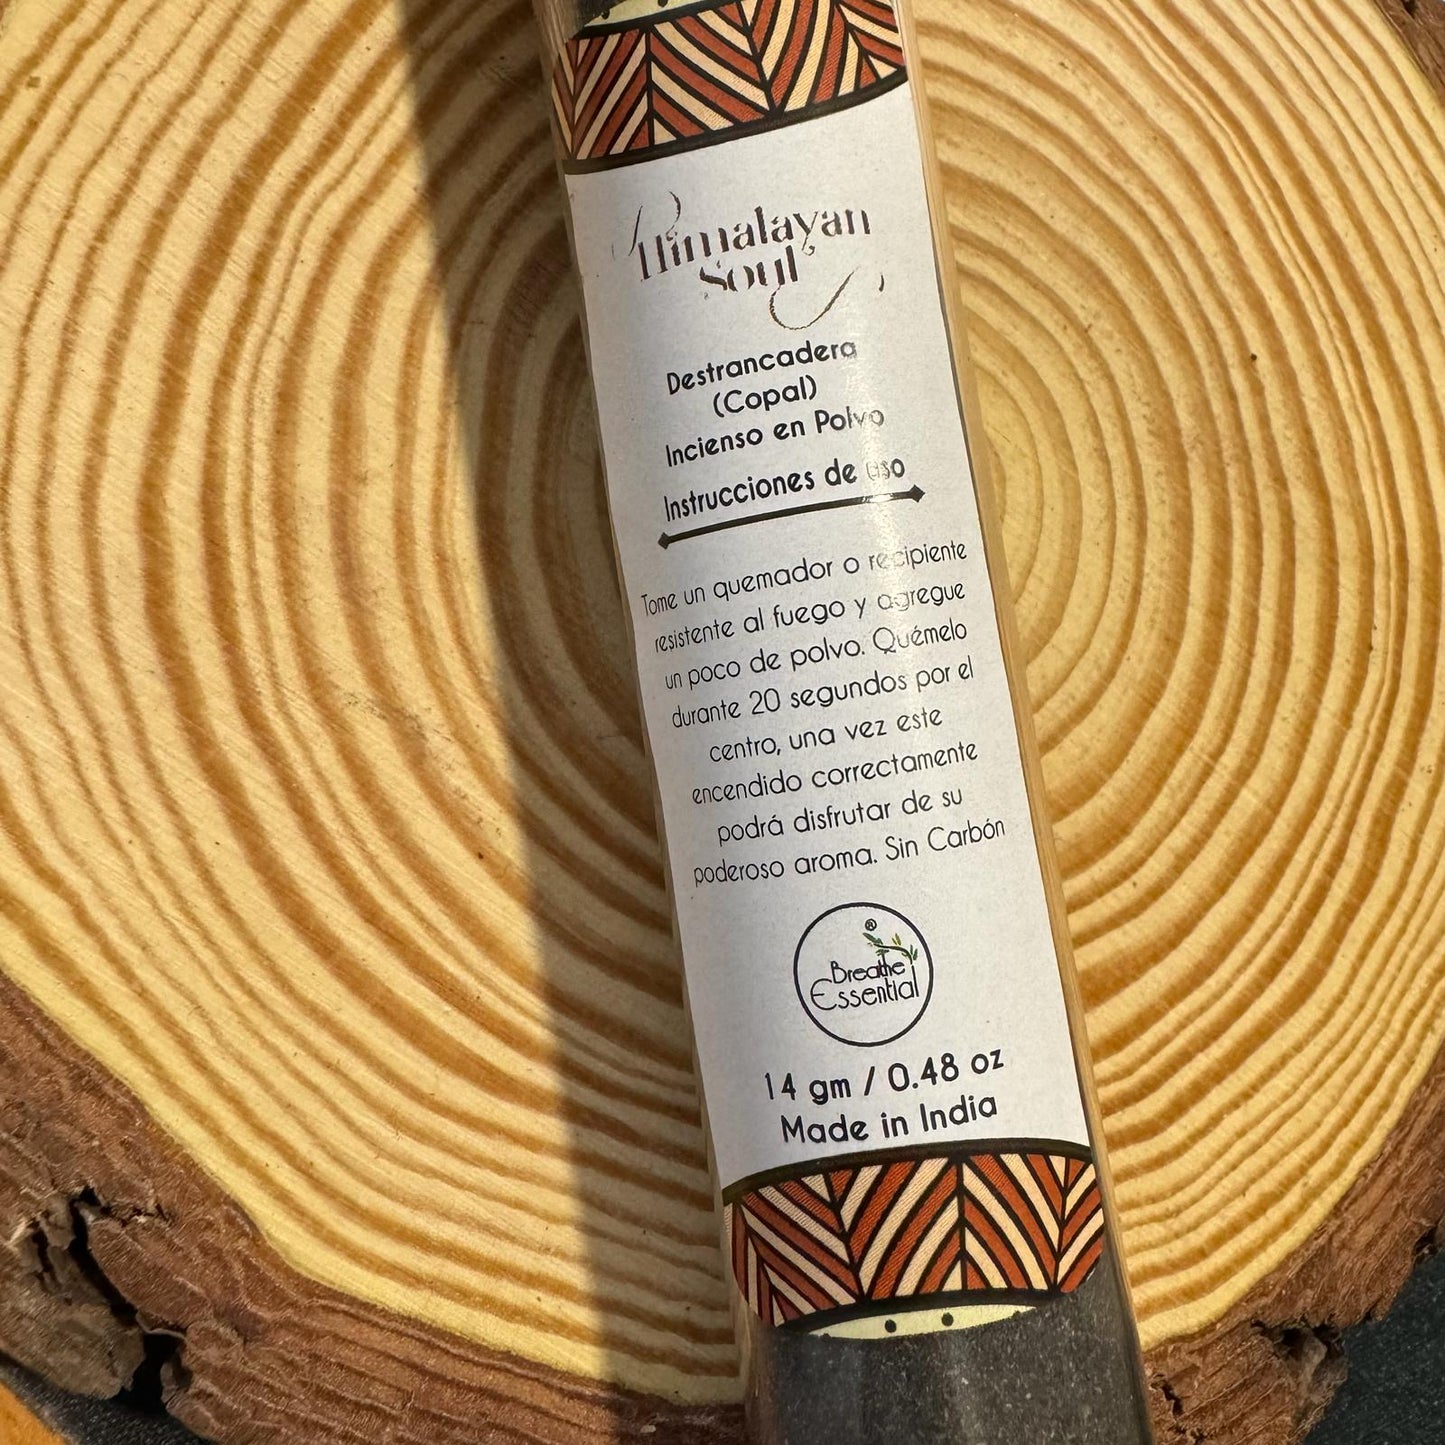 Himalayan
Soul
Destrancadera
(Copal)
Incienso en Polvo
Instrucciones de uso
Tome un quemador o recipiente
resistente al fuego y agregue
un poco de polvo. Quémelo
durante 20 segundos por el
centro, una vez este
encendido correctamente
podrá disfrutar de su
poderoso aroma. Sin Carbón
®
Breathe
Essential
14 gm / 0.48 oz
Made in India